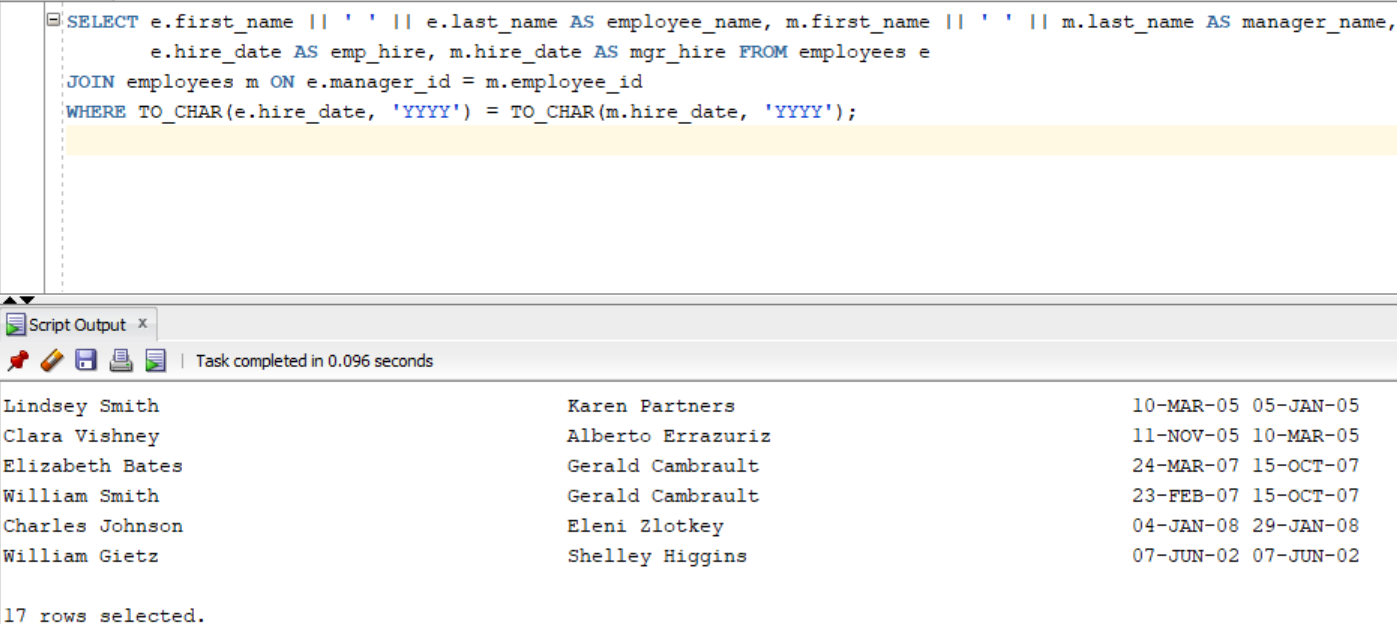 SELECT e.first_name || ' ' || e.last_name AS employee_name, m.first_name || ' ' || m.last_name AS manager_name,
e.hire_date AS emp_hire, m.hire_date AS mgr_hire FROM employees e
JOIN employees m ON e.manager_id = m.employee_id
WHERE TO_CHAR(e.hire_date, 'YYYY') = TO_CHAR(m.hire_date, 'YYYY');
Script Output x
Task completed in 0.096 seconds
Lindsey Smith Karen Partners 10-MAR-05 05-JAN-05
Clara Vishney Alberto Errazuriz 11-NOV-05 10-MAR-05
Elizabeth Bates Gerald Cambrault 24-MAR-07 15-OCT-07
William Smith Gerald Cambrault 23-FEB-07 15-OCT-07
Charles Johnson Eleni Zlotkey 04-JAN-08 29-JAN-08
William Gietz Shelley Higgins 07-JUN-02 07-JUN-02
17 rows selected.